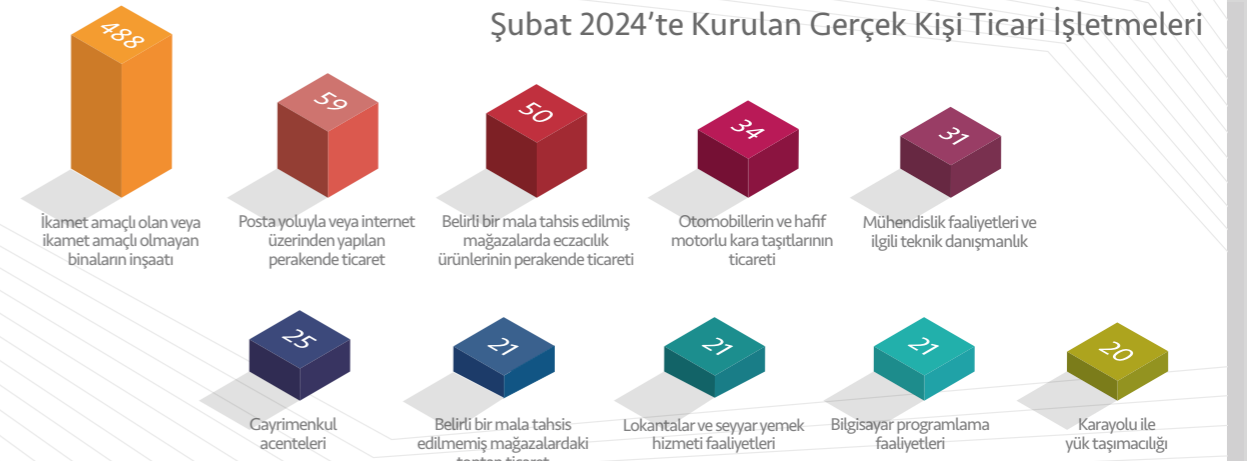 Şubat 2024'te Kurulan Gerçek Kişi Ticari İşletmeleri
488
59
50
34
31
İkamet amaçlı olan veya
ikamet amaçlı olmayan
binaların inşaatı
Posta yoluyla veya internet
üzerinden yapılan
perakende ticaret
Belirli bir mala tahsis edilmiş
mağazalarda eczacılık
ürünlerinin perakende ticareti
Otomobillerin ve hafif
motorlu kara taşıtlarının
ticareti
Mühendislik faaliyetleri ve
ilgili teknik danışmanlık
25
21
21
21
20
Gayrimenkul
acenteleri
Belirli bir mala tahsis
edilmemiş mağazalardaki
toptan ticaret
Lokantalar ve seyyar yemek
hizmeti faaliyetleri
Bilgisayar programlama
faaliyetleri
Karayolu ile
yük taşımacılığı